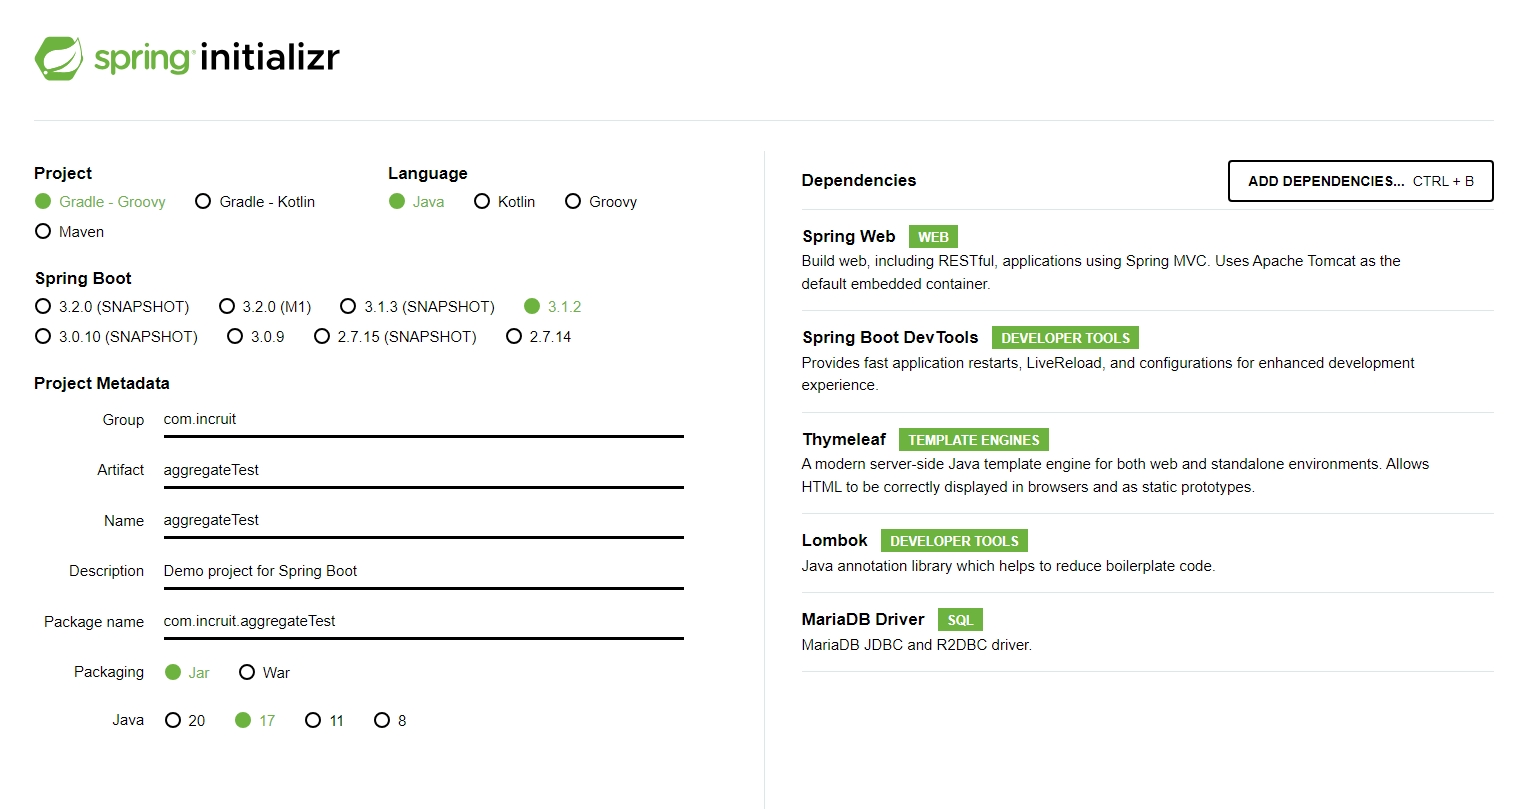 spring initializr
Project
Gradle - Groovy
Gradle - Kotlin
Maven
Language
Java
Kotlin
Groovy
Spring Boot
3.2.0 (SNAPSHOT)
3.2.0 (M1)
3.1.3 (SNAPSHOT)
3.1.2
3.0.10 (SNAPSHOT)
3.0.9
2.7.15 (SNAPSHOT)
2.7.14
Project Metadata
Group com.incruit
Artifact aggregateTest
Name aggregateTest
Description Demo project for Spring Boot
Package name com.incruit.aggregateTest
Packaging Jar War
Java 20 17 11 8
Dependencies
ADD DEPENDENCIES... CTRL + B
Spring Web WEB
Build web, including RESTful, applications using Spring MVC. Uses Apache Tomcat as the
default embedded container.
Spring Boot DevTools DEVELOPER TOOLS
Provides fast application restarts, LiveReload, and configurations for enhanced development
experience.
Thymeleaf TEMPLATE ENGINES
A modern server-side Java template engine for both web and standalone environments. Allows
HTML to be correctly displayed in browsers and as static prototypes.
Lombok DEVELOPER TOOLS
Java annotation library which helps to reduce boilerplate code.
MariaDB Driver SQL
MariaDB JDBC and R2DBC driver.